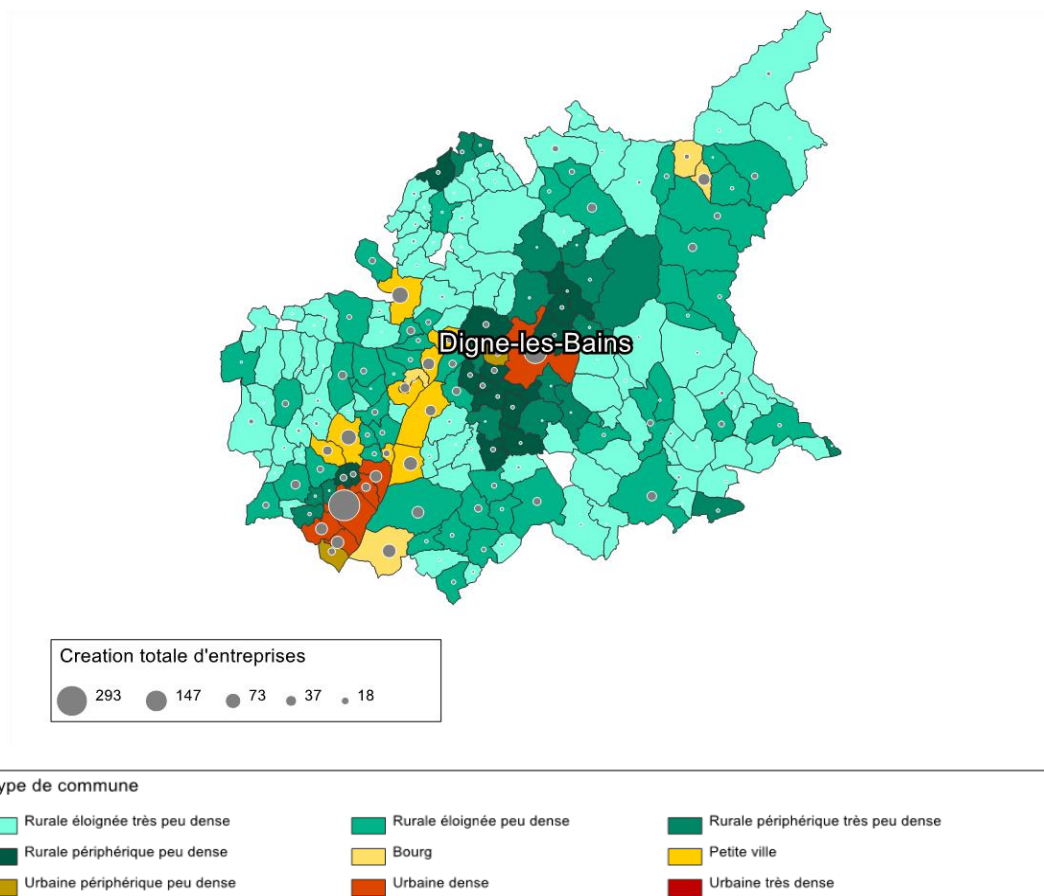 Digne-les-Bains
Creation totale d'entreprises
293 147 73 37 18
ype de commune
Rurale éloignée très peu dense Rurale éloignée peu dense Rurale périphérique très peu dense
Rurale périphérique peu dense Bourg Petite ville
Urbaine périphérique peu dense Urbaine dense Urbaine très dense